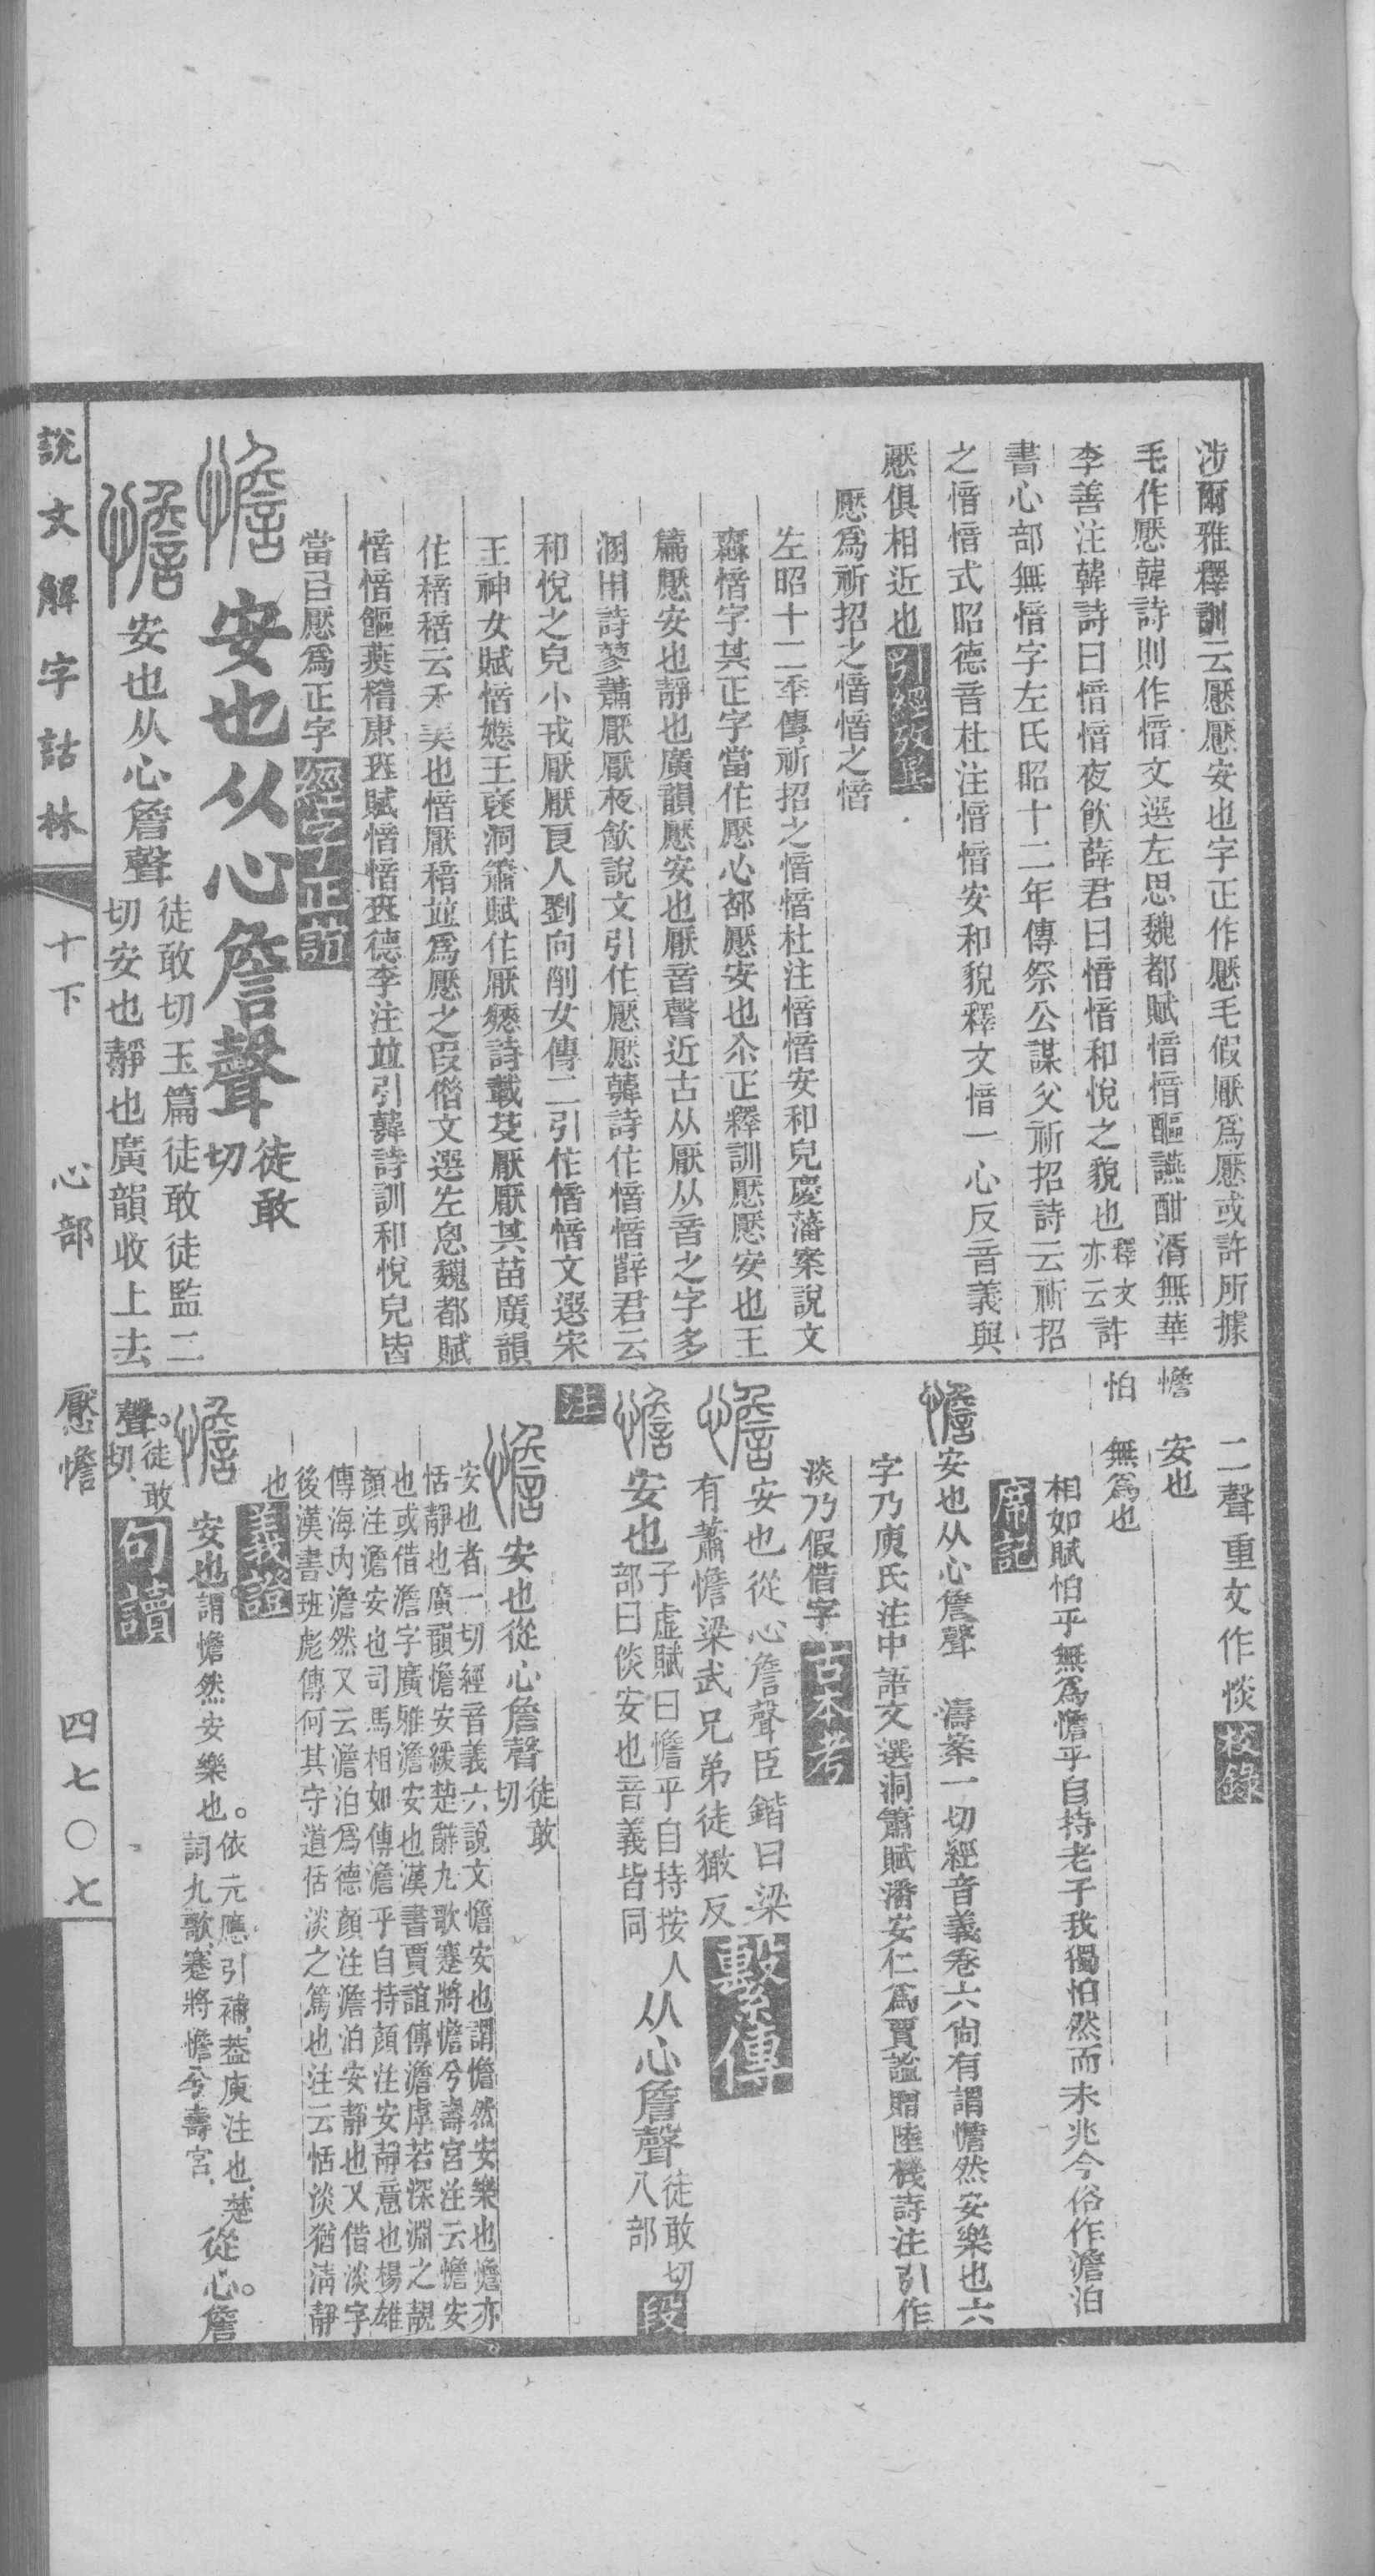 涉爾雅釋訓云懕懕安也字正作懕毛假厭爲懕或許所據
毛作懕韓詩則作愔文選左思魏都賦愔愔醧讌酣湑無華
李善注韓詩曰愔愔夜飮薛君曰愔愔和悅之貌也釋文亦云許
書心部無愔字左氏昭十二年傳祭公謀父祈招詩云祈招
之愔愔式昭德音杜注愔愔安和貌釋文愔一心反音義與
懕俱相近也引經攷異
懕爲祈招之愔愔之愔
左昭十二年傳祈招之愔愔杜注愔愔安和皃慶藩案說文
無愔字其正字當作懕心部懕安也尒疋釋訓懕懕安也玉
篇懕安也靜也廣韻懕安也厭音聲近古从厭从音之字多
通用詩蓼蕭厭厭夜飮說文引作懕懕韓詩作愔愔薛君云
和悅之皃小戎厭厭良人劉向列女傳二引作愔愔文選宋
玉神女賦愔嫕王褎洞簫賦作厭瘱詩載芟厭厭其苗廣韻
作稖稖云禾美也愔厭稖竝爲懕之叚借文選左思魏都賦
愔愔醧燕嵇康琴賦愔愔琴德李注竝引韓詩訓和悅皃皆
當㠯懕爲正字經字正誼
憺安也从心詹聲徒敢切
憺安也从心詹聲徒敢切玉篇徒敢徒監二切安也靜也廣韻收上去
說文解字詁林 十下 心部 懕憺 四七〇七
二聲重文作惔校錄
憺 安也
怕 無爲也
相如賦怕乎無爲憺乎自持老子我獨怕然而未兆今俗作澹泊
席記
憺安也从心詹聲 濤案一切經音義卷六尙有謂憺然安樂也六
字乃庾氏注中語文選洞簫賦潘安仁爲賈謐贈陸機詩注引作
淡乃假借字古本考
憺安也從心詹聲臣鍇曰梁
有蕭憺梁武兄弟徒㺖反繫傳
憺安也子虛賦曰憺乎自持按人部曰倓安也音義皆同从心詹聲徒敢切八部段
注
憺安也從心詹聲徒敢切
安也者一切經音義六說文憺安也謂憺然安樂也憺亦
恬靜也廣韻憺安緩楚辭九歌蹇將憺兮壽宮注云憺安
也或借澹字廣雅澹安也漢書賈誼傳澹虖若深淵之靚
顏注澹安也司馬相如傳澹乎自持顏注安靜意也楊雄
傳海內澹然又云澹泊爲德顏注澹泊安靜也又借淡字
後漢書班彪傳何其守道恬淡之篤也注云恬淡猶淸靜
也義證
憺安也謂憺然安樂也。依元應引補蓋庾注也楚詞九歌蹇將憺兮壽宮從心。詹
聲。徒敢切句讀